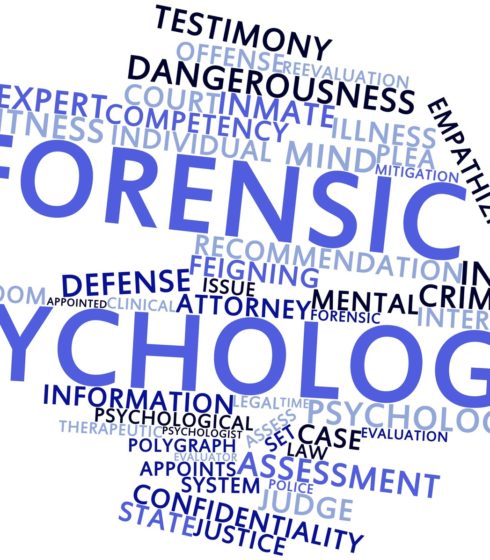 TESTIMONY
OFFENSE REEVALUATION
DANGEROUSNESS
EXPERT COURT INMATE
COMPETENCY ILLNESS
ITNESS INDIVIDUAL MIND PLEA
MITIGATION
EMPATHIZ
FORENSIC
RECOMMENDATION IN
FEIGNING
DEFENSE ISSUE MENTAL CRIM
OOM APPOINTED CLINICAL ATTORNEY FORENSIC INTER
YCHOLOG
INFORMATION LEGAL TIME PSYCHOLO
PSYCHOLOGICAL ASSESS
THERAPEUTIC PSYCHOLOGIST SET CASE EVALUATION
POLYGRAPH LAW
EVALUATOR
APPOINTS ASSESSMENT
SYSTEM POLICE
CONFIDENTIALITY JUDGE
STATE JUSTICE